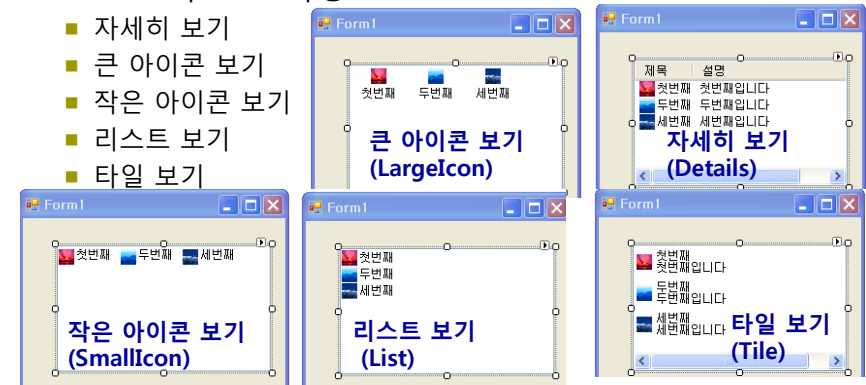 자세히 보기
큰 아이콘 보기
작은 아이콘 보기
리스트 보기
타일 보기
Form1
첫번째 두번째 세번째
큰 아이콘 보기
(LargeIcon)
Form1
제목 설명
첫번째 첫번째입니다
두번째 두번째입니다
세번째 세번째입니다
자세히 보기
(Details)
Form1
첫번째 두번째 세번째
작은 아이콘 보기
(SmallIcon)
Form1
첫번째
두번째
세번째
리스트 보기
(List)
Form1
첫번째
첫번째입니다
두번째
두번째입니다
세번째
세번째입니다
타일 보기
(Tile)